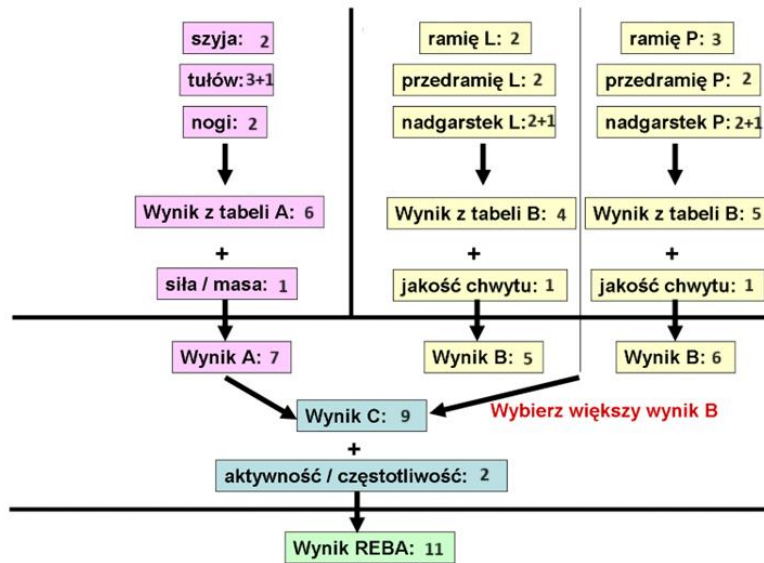 szyja: 2
ramię L: 2
ramię P: 3
tułów: 3+1
przedramię L: 2
przedramię P: 2
nogi: 2
nadgarstek L: 2+1
nadgarstek P: 2+1
Wynik z tabeli A: 6
Wynik z tabeli B: 4
Wynik z tabeli B: 5
+
+
+
siła / masa: 1
jakość chwytu: 1
jakość chwytu: 1
Wynik A: 7
Wynik B: 5
Wynik B: 6
Wynik C: 9
Wybierz większy wynik B
+
aktywność / częstotliwość: 2
Wynik REBA: 11